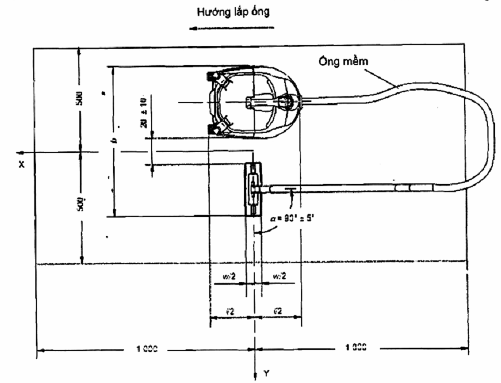 Hướng lắp ống
Ống mềm
500
20 ± 10
b
X
500
α = 90° ± 5°
w/2
w/2
l/2
l/2
1 000
1 000
Y